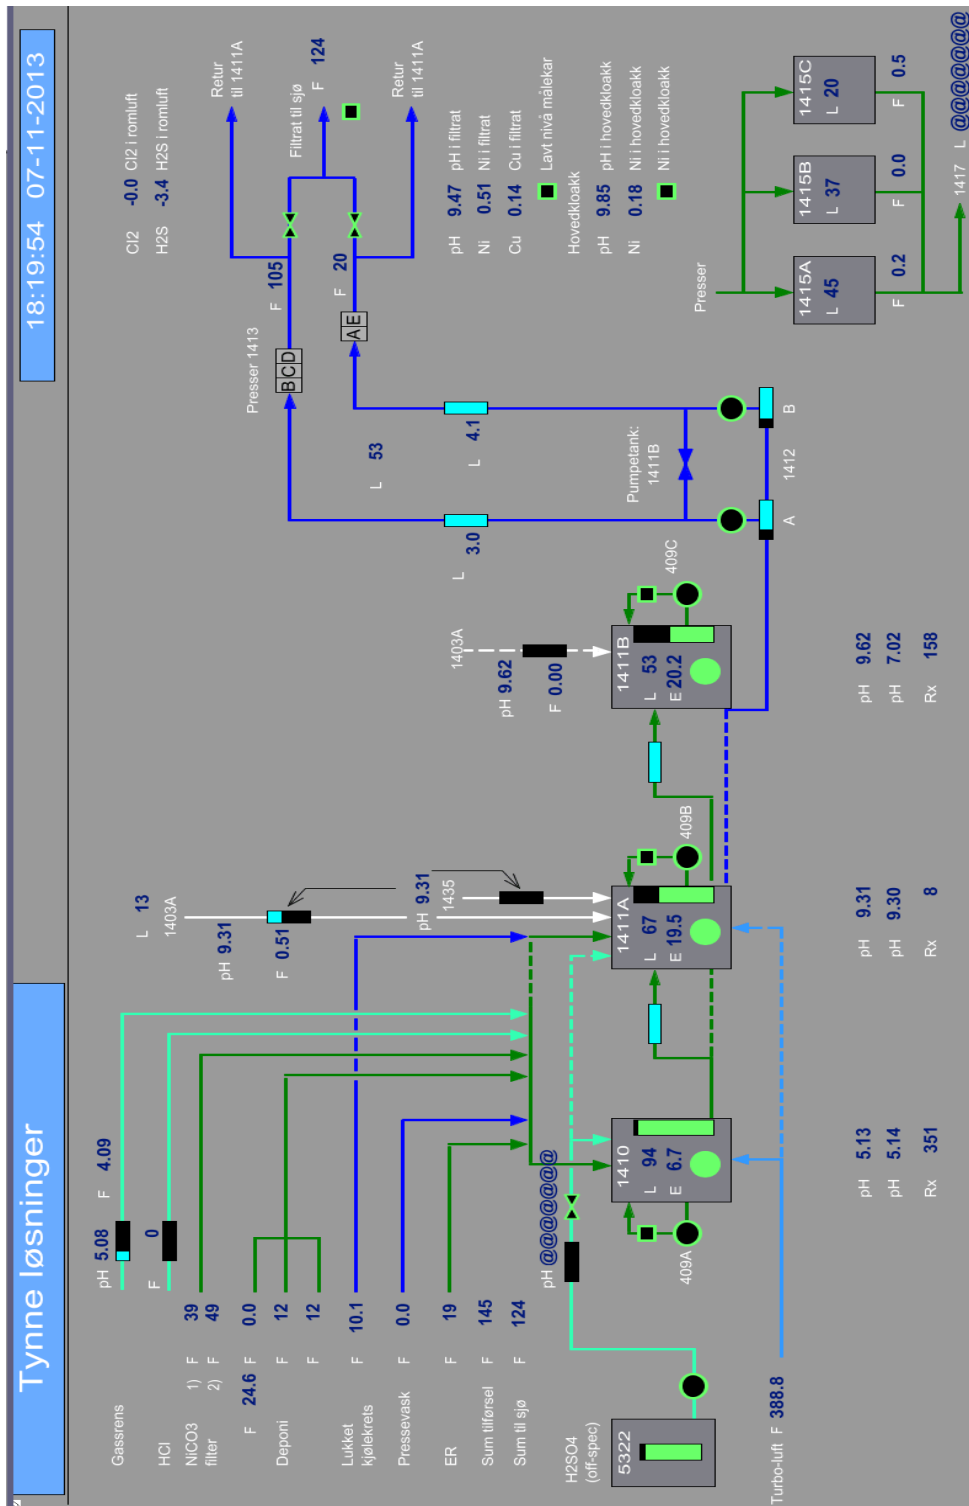 Tynne løsninger
18:19:54 07-11-2013
Gassrens
pH 5.08
F 4.09
HCl
F 0
NiCO3 1) F 39
filter 2) F 49
F 24.6 F 0.0
Deponi F 12
F 12
Lukket
kjølekrets
F 10.1
Pressevask F 0.0
ER F 19
Sum tilførsel F 145
Sum til sjø F 124
H2SO4
(off-spec)
5322
pH @@@@@@@
Turbo-luft F 388.8
1410
L 94
E 6.7
409A
L 13
1403A
pH 9.31
F 0.51
pH 9.31
1435
1411A
L 67
E 19.5
409B
1403A
pH 9.62
F 0.00
1411B
L 53
E 20.2
409C
pH 5.13
pH 5.14
Rx 351
pH 9.31
pH 9.30
Rx 8
pH 9.62
pH 7.02
Rx 158
L 3.0
L 53
L 4.1
Pumpetank:
1411B
A
1412
B
Presser 1413
BCD
AE
F 105
F 20
Cl2 -0.0 Cl2 i romluft
H2S -3.4 H2S i romluft
Retur
til 1411A
Filtrat til sjø
F 124
Retur
til 1411A
pH 9.47 pH i filtrat
Ni 0.51 Ni i filtrat
Cu 0.14 Cu i filtrat
Lavt nivå målekar
Hovedkloakk
pH 9.85 pH i hovedkloakk
Ni 0.18 Ni i hovedkloakk
Ni i hovedkloakk
Presser
1415A
L 45
F 0.2
1415B
L 37
F 0.0
1415C
L 20
F 0.5
1417 L @@@@@@@